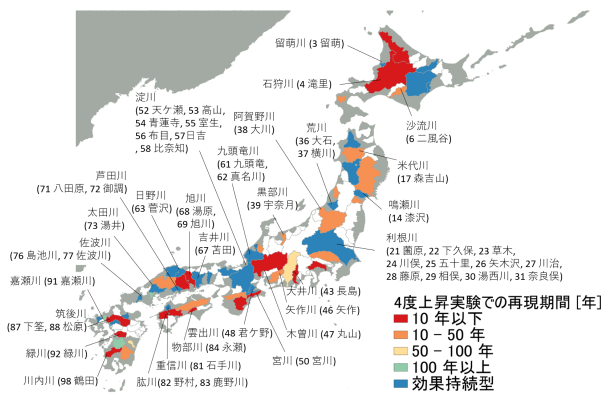 留萌川 (3 留萌)
石狩川 (4 滝里)
淀川
(52 天ケ瀬, 53 高山,
54 青蓮寺, 55 室生,
56 布目, 57日吉
, 58 比奈知)
阿賀野川
(38 大川)
荒川
(36 大石,
37 横川)
沙流川
(6 二風谷)
九頭竜川
(61 九頭竜,
62 真名川)
米代川
(17 森吉山)
芦田川
(71 八田原, 72 御調)
日野川
(63 菅沢)
旭川
(68 湯原,
69 旭川)
黒部川
(39 宇奈月)
鳴瀬川
(14 漆沢)
太田川
(73 温井)
吉井川
(67 苫田)
佐波川
(76 島地川, 77 佐波川)
利根川
(21 薗原, 22 下久保, 23 草木,
24 川俣, 25 五十里, 26 矢木沢, 27 川治,
28 藤原, 29 相俣, 30 湯西川, 31 奈良俣)
嘉瀬川 (91 嘉瀬川)
大井川 (43 長島)
筑後川
(87 下筌, 88 松原)
矢作川 (46 矢作)
雲出川 (48 君ケ野)
木曽川 (47 丸山)
物部川 (84 永瀬)
緑川(92 緑川)
宮川 (50 宮川)
重信川 (81 石手川)
川内川 (98 鶴田)
肱川(82 野村, 83 鹿野川)
4度上昇実験での再現期間 [年]
10 年以下
10 – 50 年
50 – 100 年
100 年以上
効果持続型